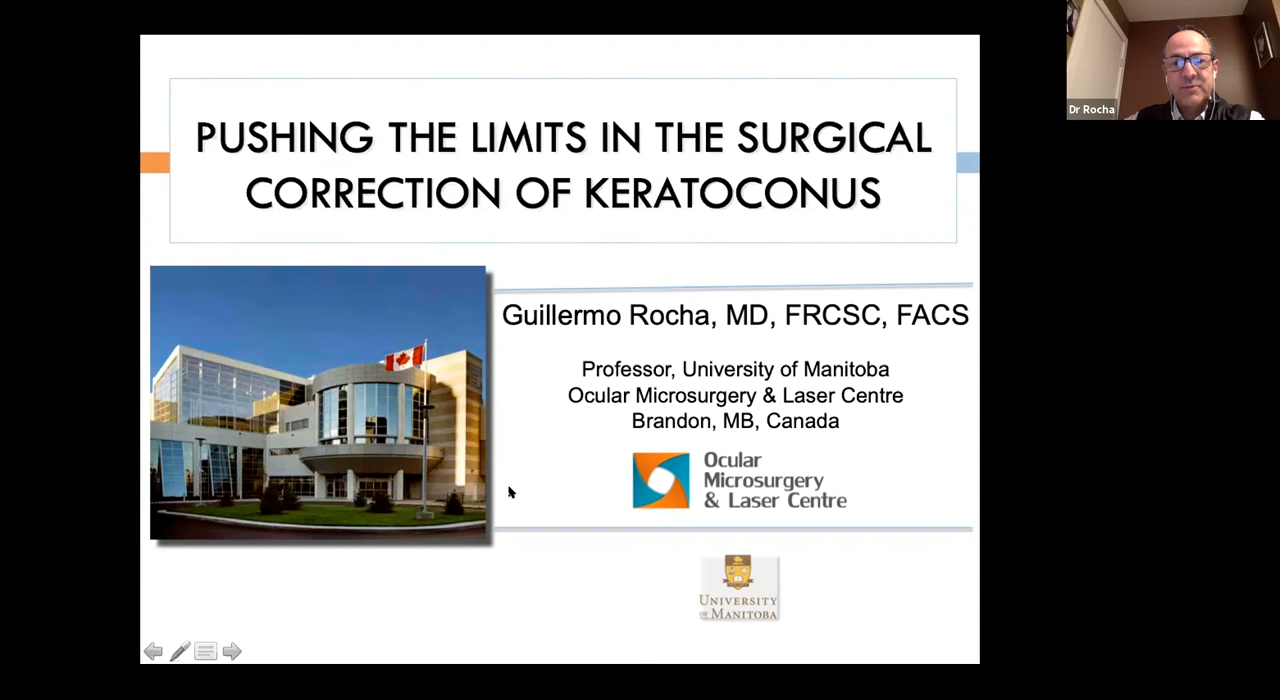 PUSHING THE LIMITS IN THE SURGICAL
CORRECTION OF KERATOCONUS
Guillermo Rocha, MD, FRCSC, FACS
Professor, University of Manitoba
Ocular Microsurgery & Laser Centre
Brandon, MB, Canada
Ocular
Microsurgery
& Laser Centre
UNIVERSITY
OF MANITOBA
Dr Rocha